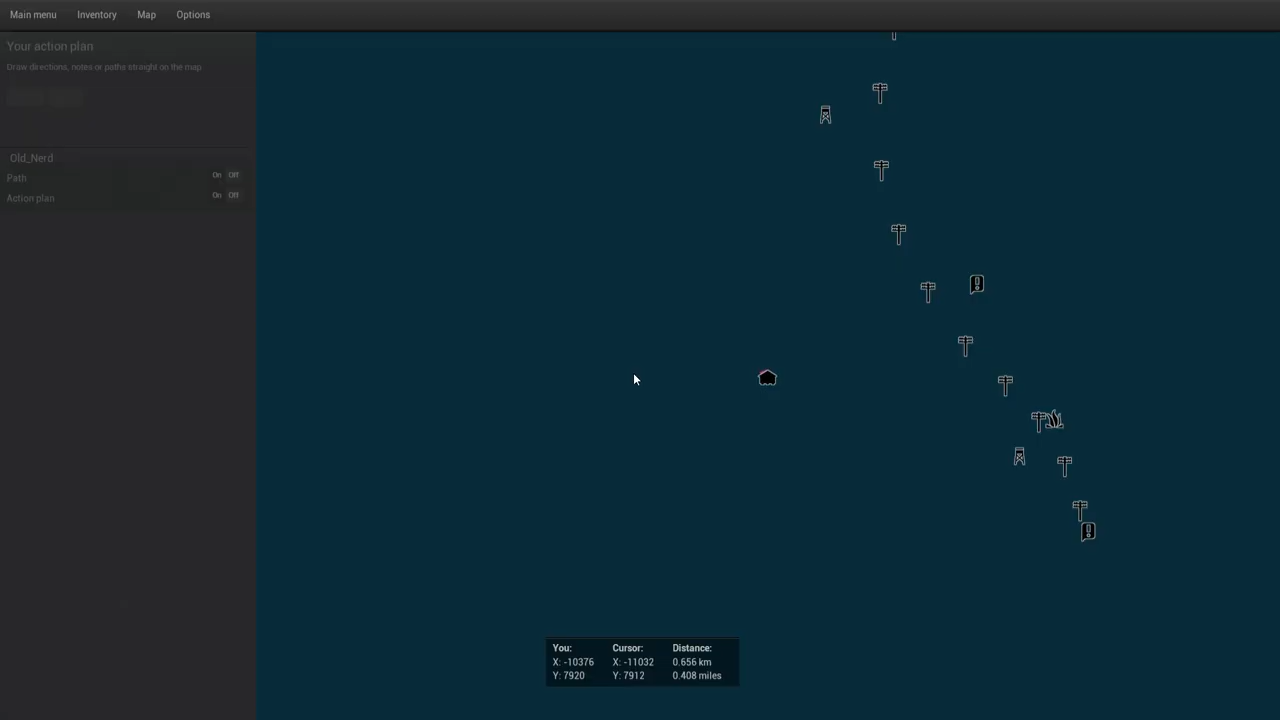 Main menu Inventory Map Options
Your action plan
Draw directions, notes or paths straight on the map
Old_Nerd
Path On Off
Action plan On Off
You: Cursor: Distance:
X: -10376 X: -11032 0.656 km
Y: 7920 Y: 7912 0.408 miles